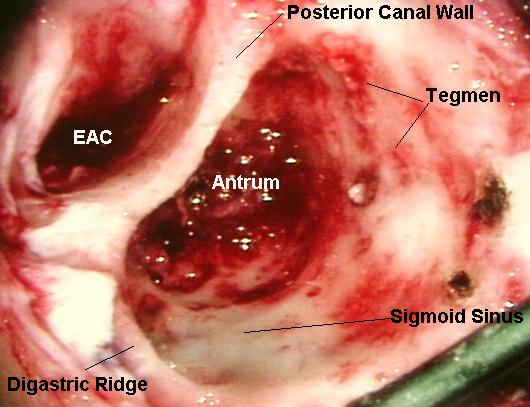 Posterior Canal Wall
Tegmen
EAC
Antrum
Sigmoid Sinus
Digastric Ridge